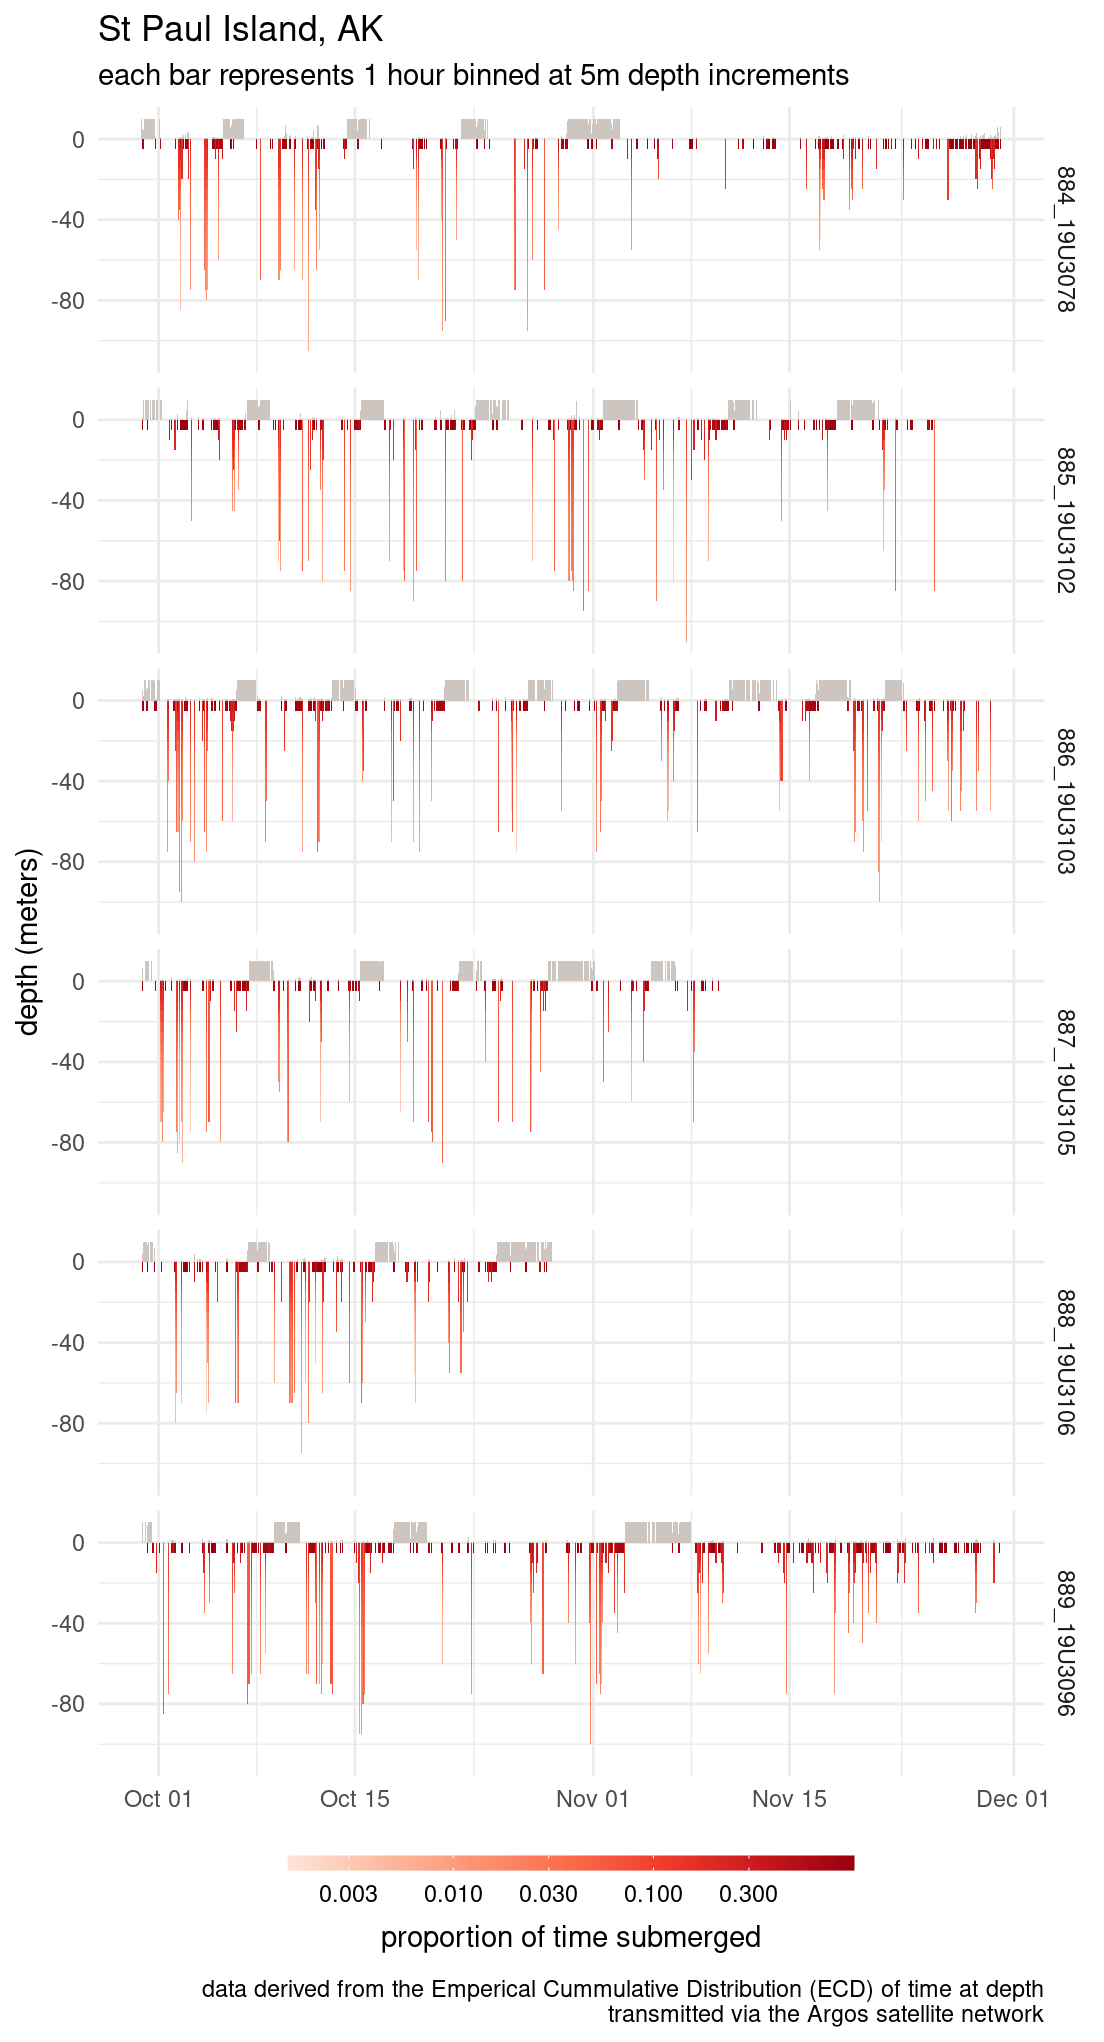 St Paul Island, AK
each bar represents 1 hour binned at 5m depth increments
depth (meters)
0
-40
-80
884_19U3078
0
-40
-80
885_19U3102
0
-40
-80
886_19U3103
0
-40
-80
887_19U3105
0
-40
-80
888_19U3106
0
-40
-80
889_19U3096
Oct 01 Oct 15 Nov 01 Nov 15 Dec 01
0.003 0.010 0.030 0.100 0.300
proportion of time submerged
data derived from the Emperical Cummulative Distribution (ECD) of time at depth
transmitted via the Argos satellite network